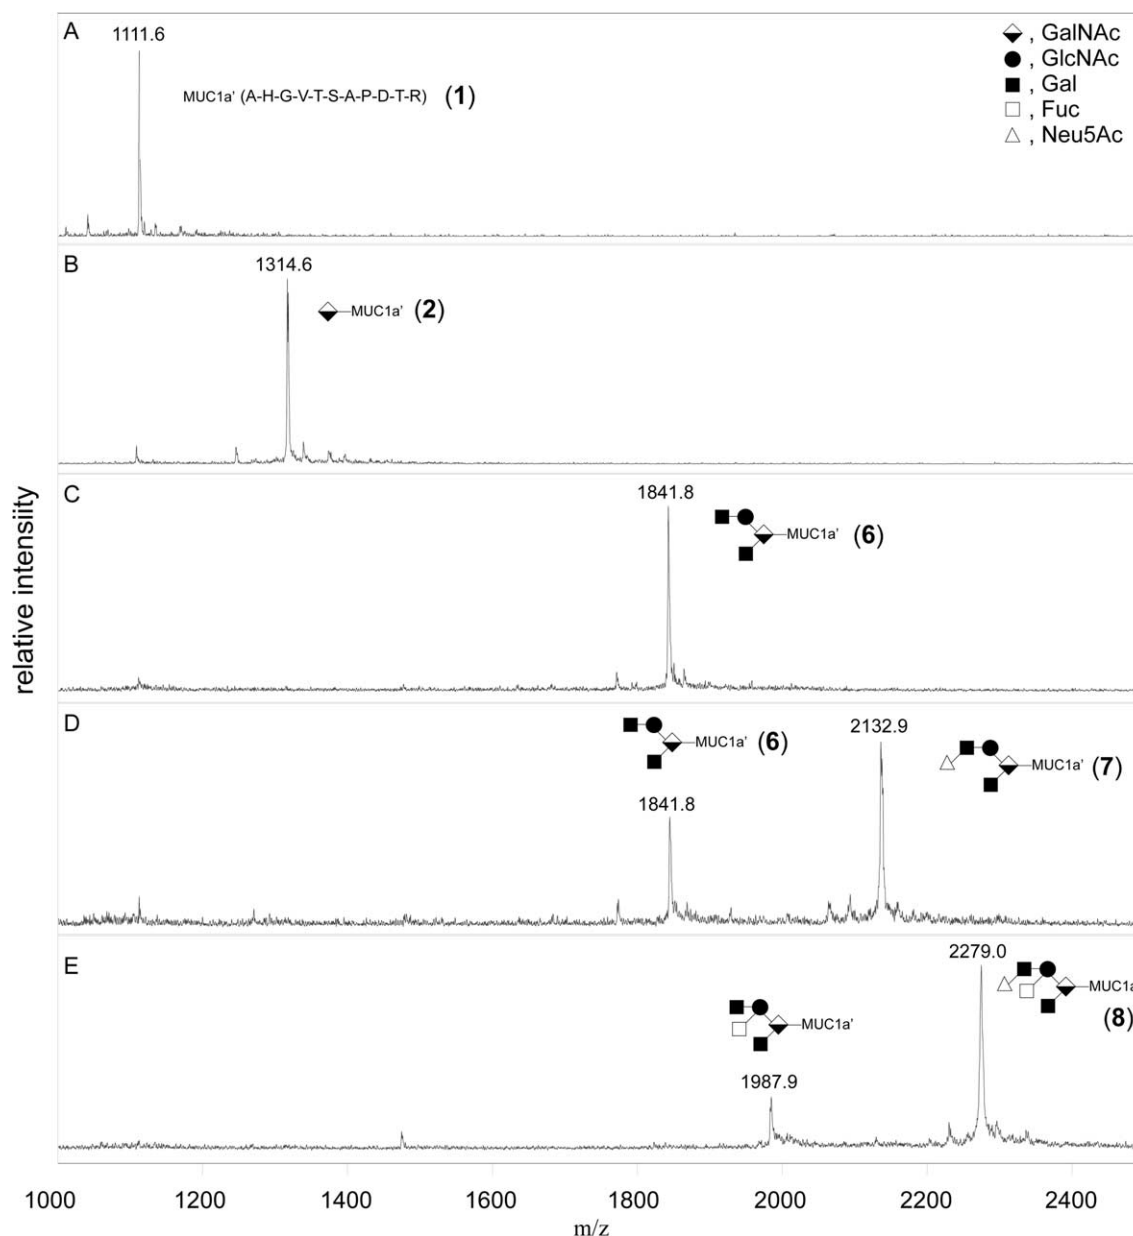 A
1111.6
MUC1a' (A-H-G-V-T-S-A-P-D-T-R) (1)
, GalNAc
, GlcNAc
, Gal
, Fuc
, Neu5Ac
B
1314.6
MUC1a' (2)
C
1841.8
MUC1a' (6)
D
MUC1a' (6)
1841.8
2132.9
MUC1a' (7)
E
MUC1a'
1987.9
2279.0
MUC1a
(8)
relative intensiity
1000 1200 1400 1600 1800 2000 2200 2400
m/z